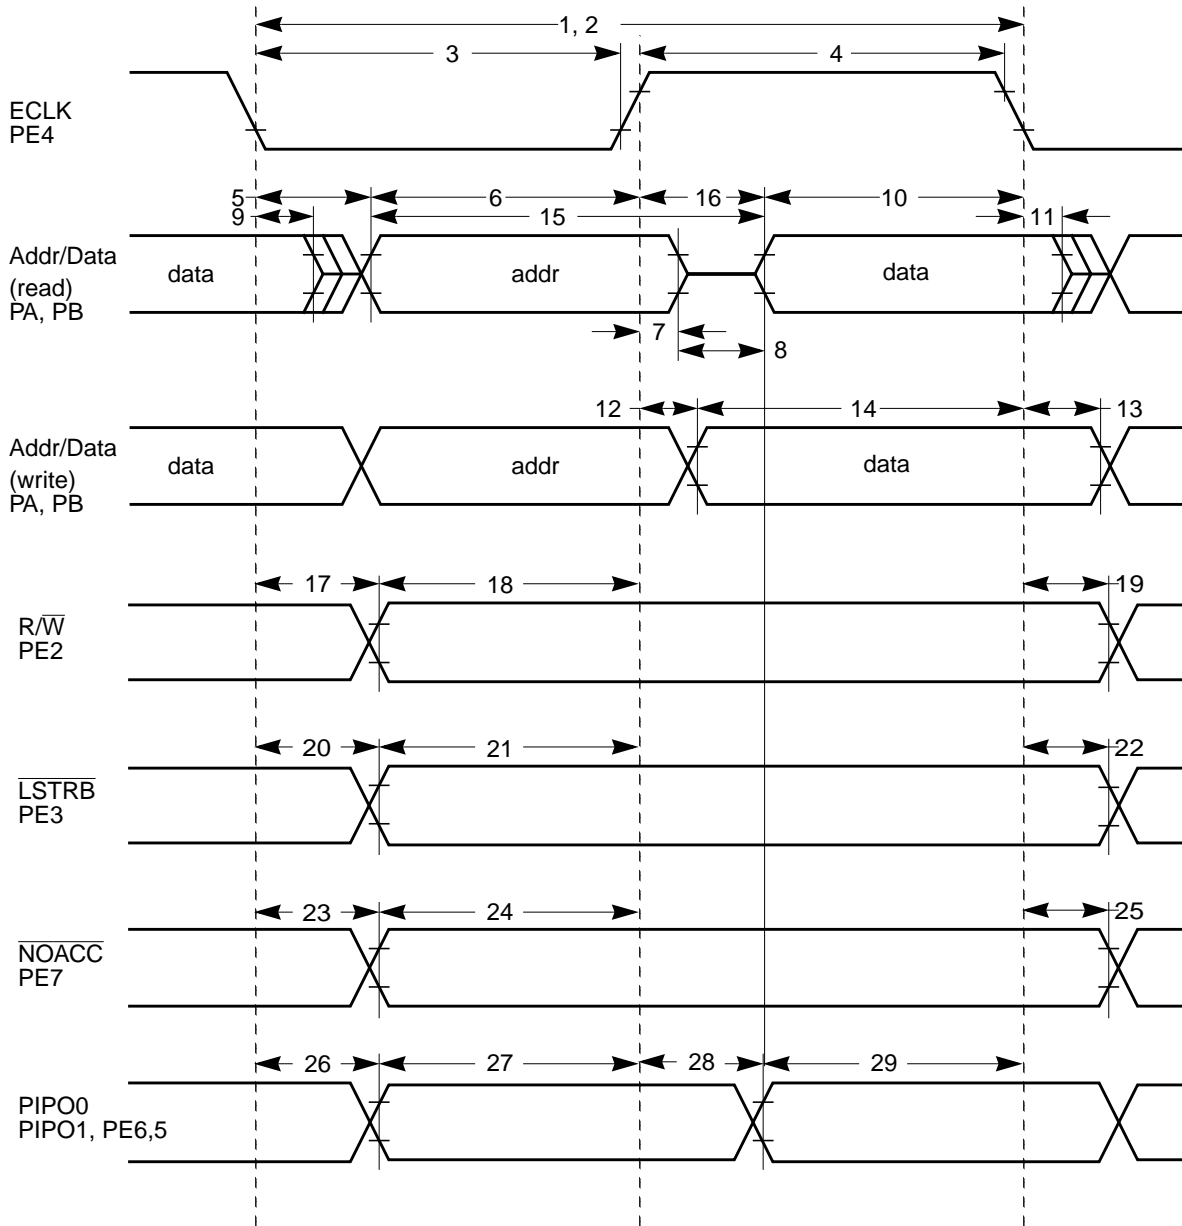 1, 2
3
4
ECLK
PE4
5
6
16
10
9
15
11
Addr/Data
(read)
PA, PB
data
addr
data
7
8
12
14
13
Addr/Data
(write)
PA, PB
data
addr
data
17
18
19
R/W̅
PE2
20
21
22
L̅S̅T̅R̅B̅
PE3
23
24
25
N̅O̅A̅C̅C̅
PE7
26
27
28
29
PIPO0
PIPO1, PE6,5